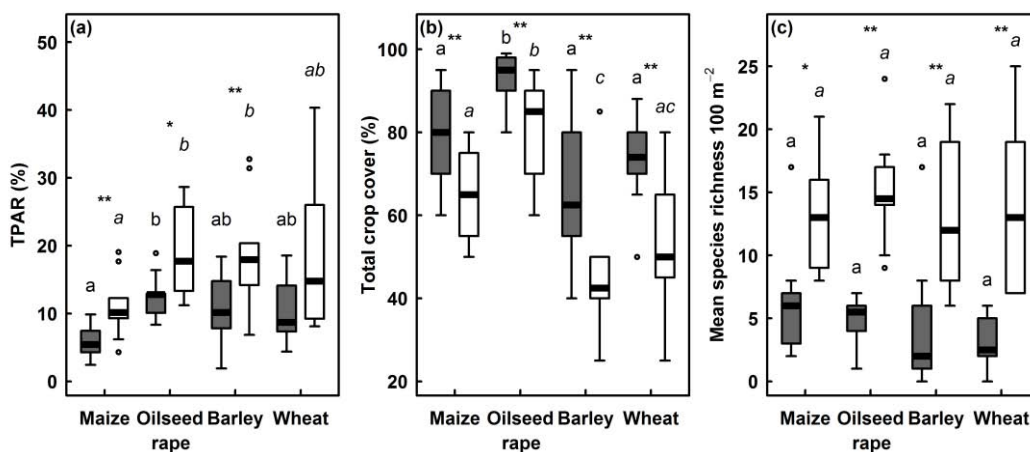 (a)
TPAR (%)
50
40
30
20
10
0
**
a
a
*
b
b
**
ab
b
ab
ab
Maize Oilseed rape Barley Wheat
(b)
Total crop cover (%)
100
80
60
40
20
a
**
a
b
**
b
a
**
c
a
**
ac
Maize Oilseed rape Barley Wheat
(c)
Mean species richness 100 m⁻²
25
20
15
10
5
0
*
a
a
**
a
a
**
a
a
**
a
a
Maize Oilseed rape Barley Wheat